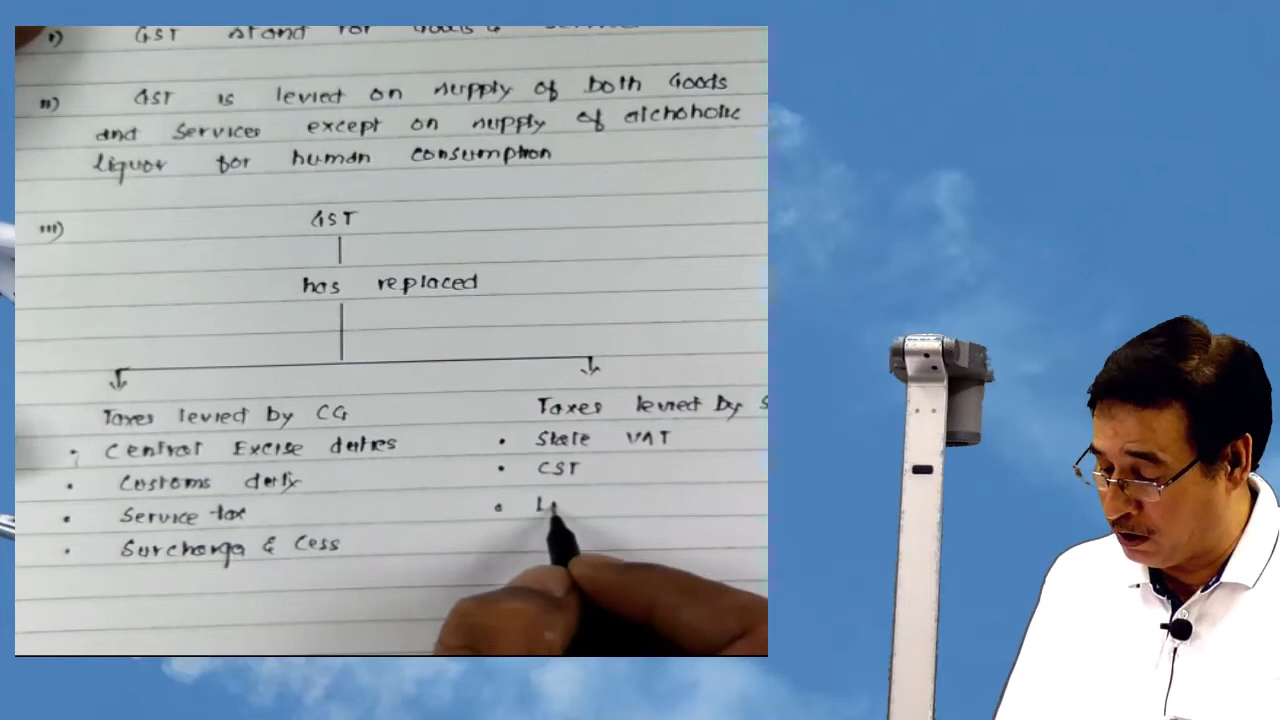 i) GST stand for Goods &
ii) GST is levied on supply of both Goods
and Services except on supply of alchoholic
liquor for human consumption
iii) GST
has replaced
Taxes levied by CG
Taxes levied by S
• Central Excise duties
• State VAT
• Customs duty
• CST
• Service tax
• Surcharge & Cess